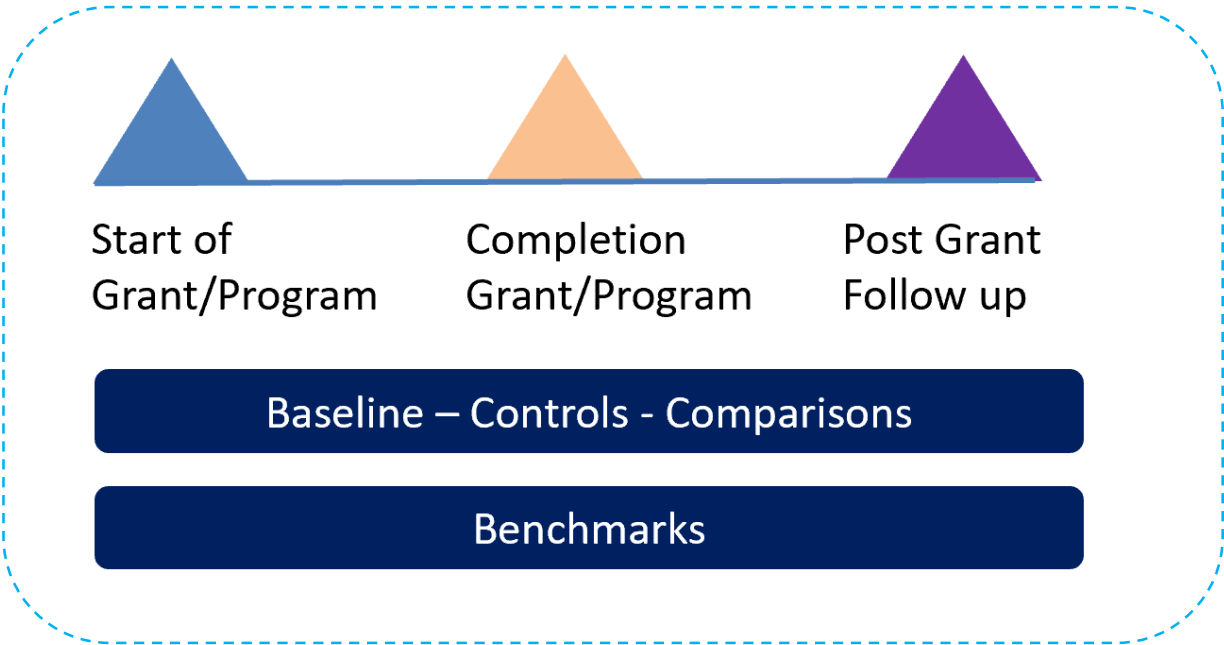 Start of
Grant/Program
Completion
Grant/Program
Post Grant
Follow up
Baseline – Controls - Comparisons
Benchmarks